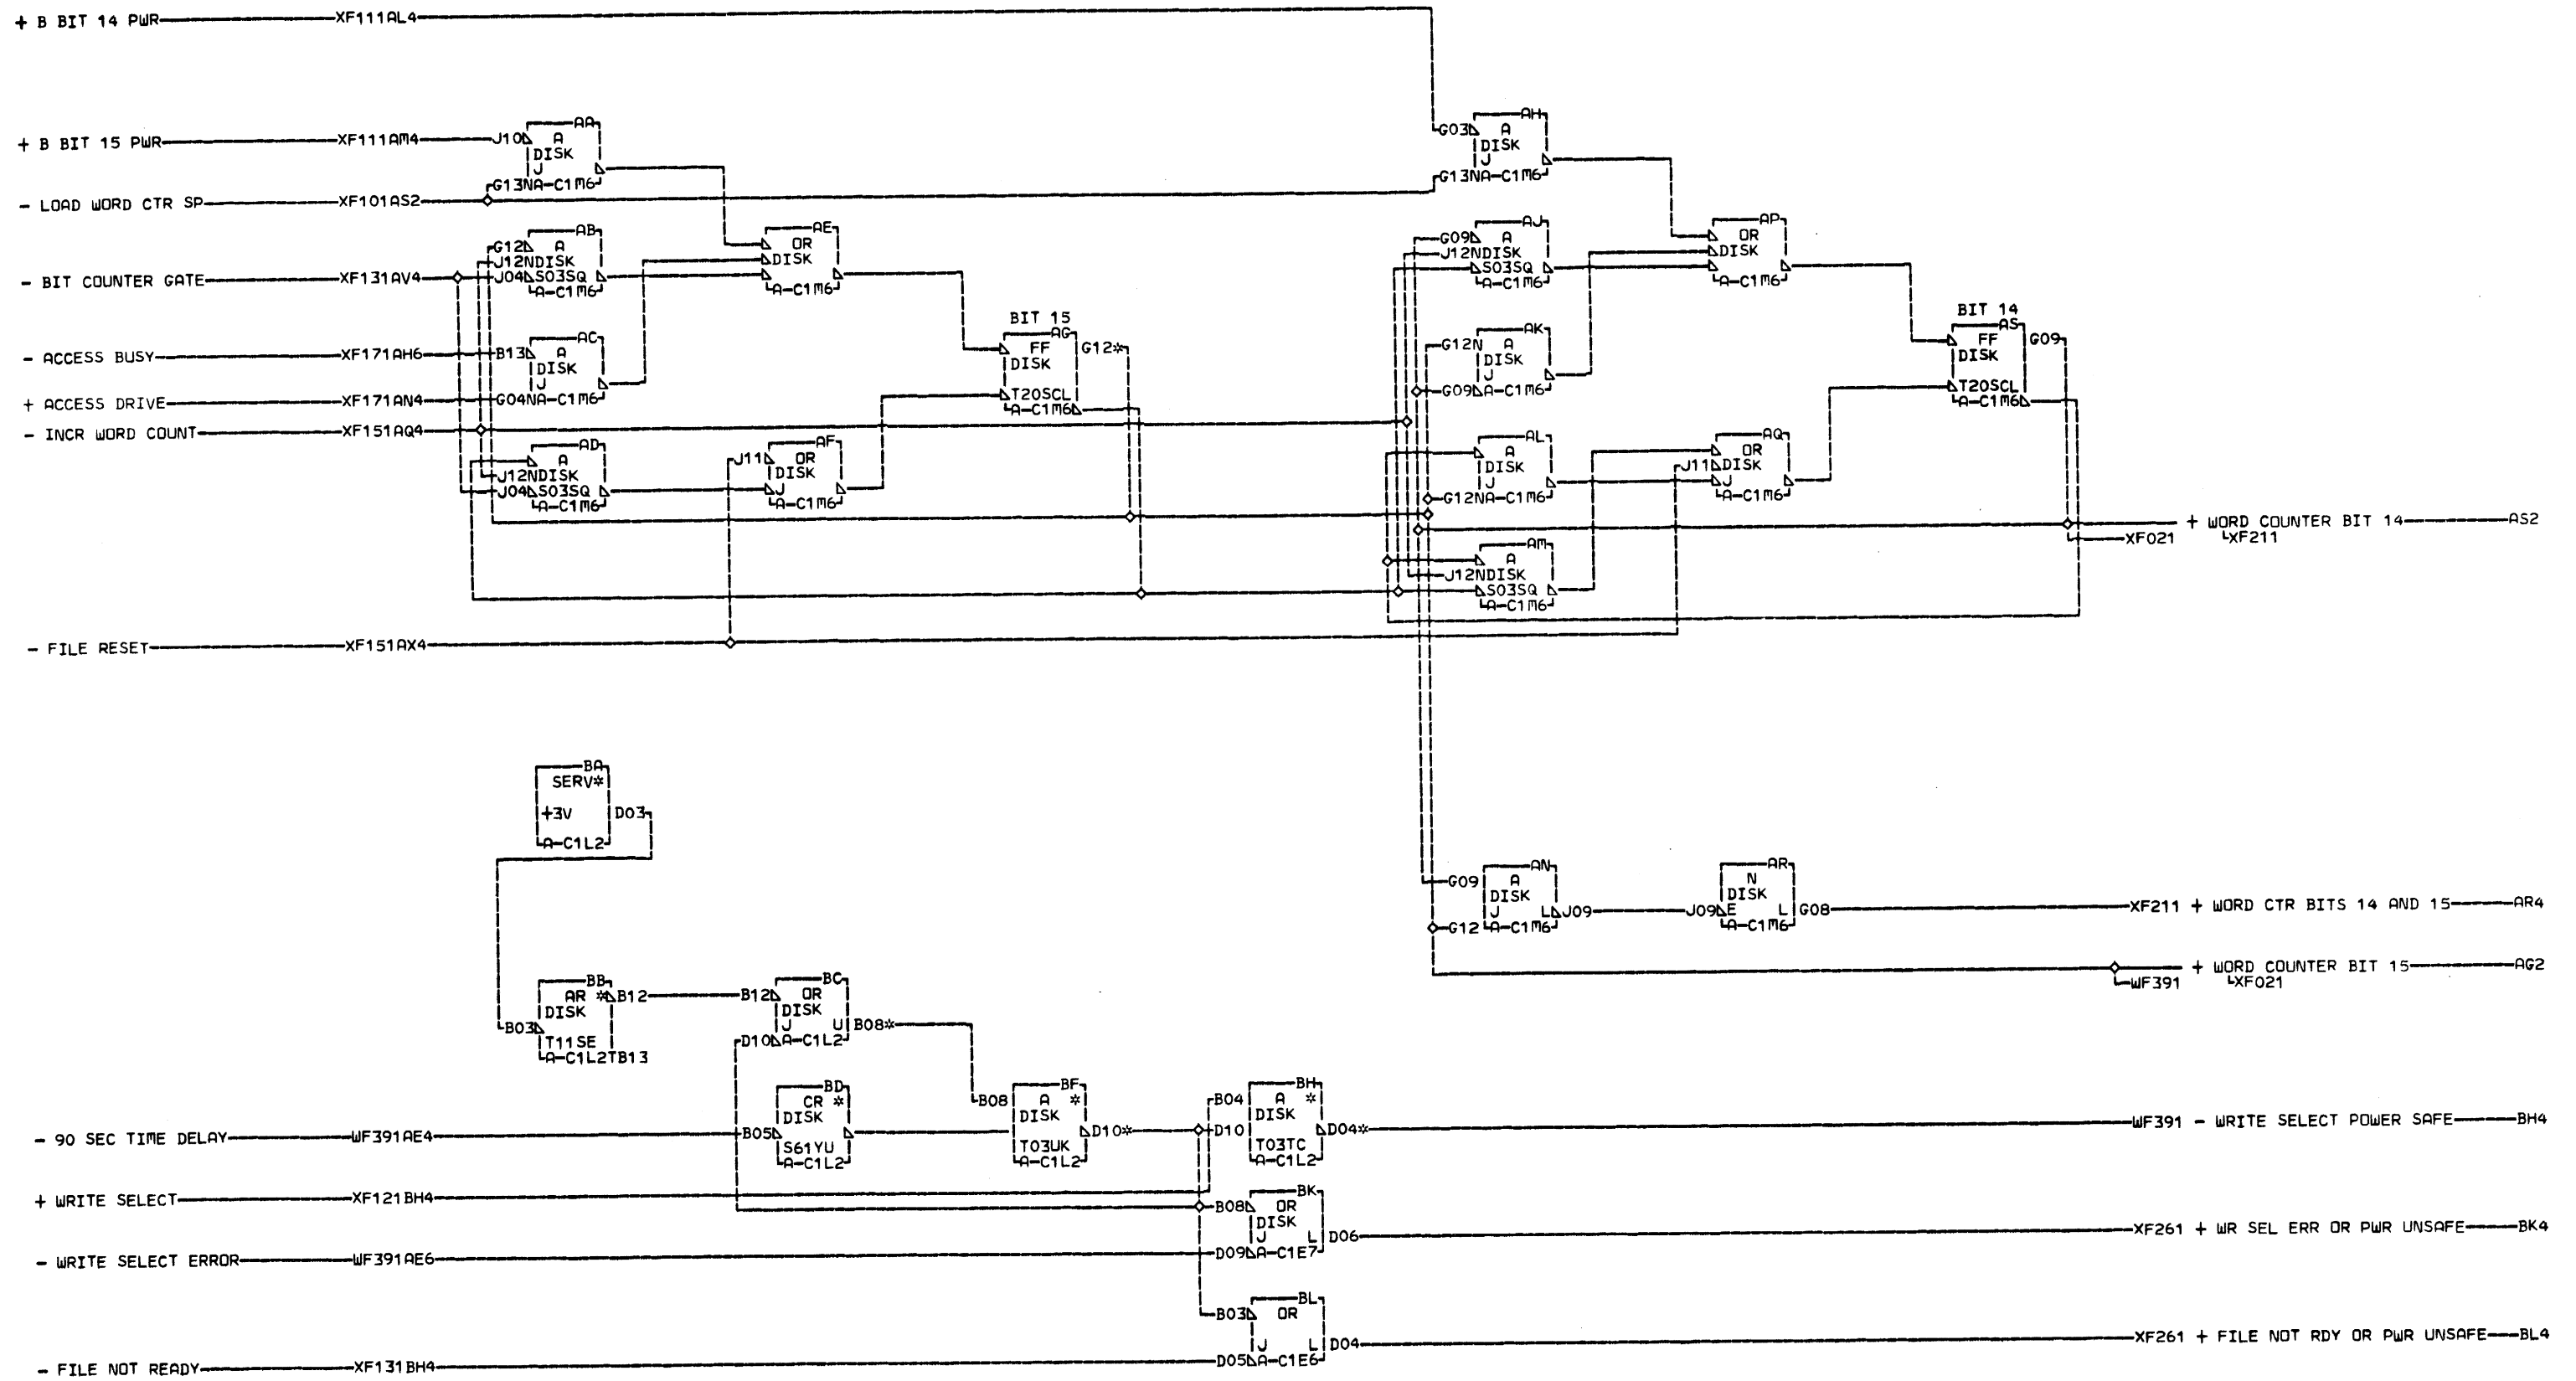 + B BIT 14 PWR XF111AL4
+ B BIT 15 PWR XF111AM4 J10
AA
A
DISK
J
G13NA-C1M6
- LOAD WORD CTR SP XF101AS2
AB
G12 A
J12NDISK
J04 S03SQ
A-C1M6
- BIT COUNTER GATE XF131AV4
AC
B13 A
DISK
J
G04NA-C1M6
- ACCESS BUSY XF171AH6
+ ACCESS DRIVE XF171AN4
- INCR WORD COUNT XF151AQ4
AD
A
J12NDISK
J04 S03SQ
A-C1M6
AE
OR
DISK
A-C1M6
AF
J11 OR
DISK
J
A-C1M6
BIT 15
AG
FF G12*
DISK
T20SCL
A-C1M6
AH
G03 A
DISK
J
G13NA-C1M6
AJ
G09 A
J12NDISK
S03SQ
A-C1M6
AK
G12N A
DISK
J
G09 A-C1M6
AL
A
DISK
J
G12NA-C1M6
AM
A
J12NDISK
S03SQ
A-C1M6
AP
OR
DISK
A-C1M6
AQ
OR
J11 DISK
J
A-C1M6
BIT 14
AS
FF G09
DISK
T20SCL
A-C1M6
+ WORD COUNTER BIT 14 AS2
XF021 XF211
- FILE RESET XF151AX4
BA
SERV*
+3V D03
A-C1L2
AN
G09 A
DISK
J L J09
G12 A-C1M6
AR
N
DISK
J09 E L G08
A-C1M6
XF211 + WORD CTR BITS 14 AND 15 AR4
+ WORD COUNTER BIT 15 AG2
WF391 XF021
BB
AR * B12
DISK
B03
T11SE
A-C1L2TB13
BC
B12 OR
DISK
J U B08*
D10 A-C1L2
BD
CR *
DISK
B05
S61YU
A-C1L2
BF
B08 A *
DISK
D10*
T03UK
A-C1L2
BH
B04 A *
DISK
D10 D04*
T03TC
A-C1L2
- 90 SEC TIME DELAY WF391AE4
WF391 - WRITE SELECT POWER SAFE BH4
+ WRITE SELECT XF121BH4
BK
B08 OR
DISK
J L D06
D09 A-C1E7
XF261 + WR SEL ERR OR PWR UNSAFE BK4
- WRITE SELECT ERROR WF391AE6
BL
B03 OR
J L D04
D05 A-C1E6
XF261 + FILE NOT RDY OR PWR UNSAFE BL4
- FILE NOT READY XF131BH4